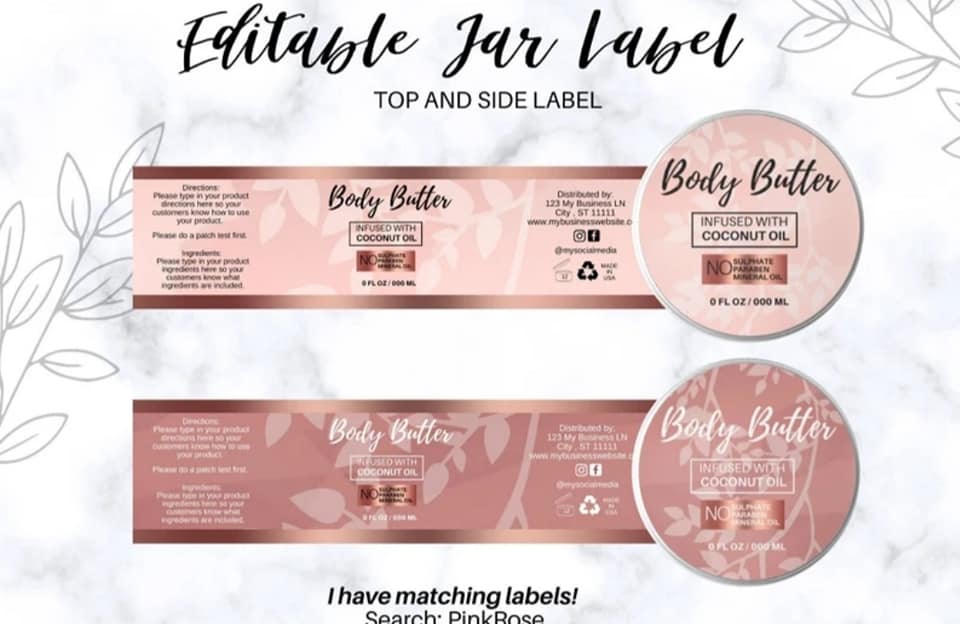 Editable Jar Label
TOP AND SIDE LABEL
Directions:
Please type in your product
directions here so your
customers know how to use
your product.
Please do a patch test first.
Ingredients:
Please type in your product
ingredients here so your
customers know what
ingredients are included.
Body Butter
INFUSED WITH
COCONUT OIL
NO SULPHATE
PARABEN
MINERAL OIL
0 FL OZ / 000 ML
Distributed by:
123 My Business LN
City , ST 11111
www.mybusinesswebsite.c
@mysocialmedia
12
MADE
IN
USA
Body Butter
INFUSED WITH
COCONUT OIL
NO SULPHATE
PARABEN
MINERAL OIL
0 FL OZ / 000 ML
Directions:
Please type in your product
directions here so your
customers know how to use
your product.
Please do a patch test first.
Ingredients:
Please type in your product
ingredients here so your
customers know what
ingredients are included.
Body Butter
INFUSED WITH
COCONUT OIL
NO SULPHATE
PARABEN
MINERAL OIL
0 FL OZ / 000 ML
Distributed by:
123 My Business LN
City , ST 11111
www.mybusinesswebsite.c
@mysocialmedia
12
MADE
IN
USA
Body Butter
INFUSED WITH
COCONUT OIL
NO SULPHATE
PARABEN
MINERAL OIL
0 FL OZ / 000 ML
I have matching labels!
Search: PinkRose